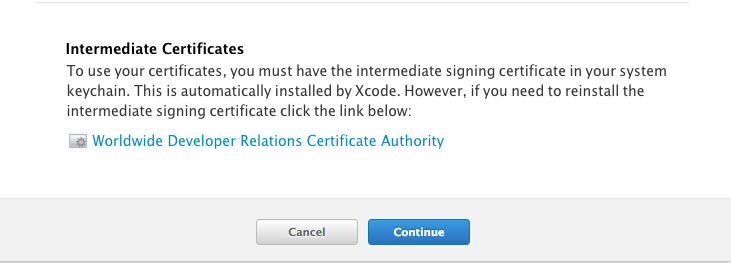 Intermediate Certificates
To use your certificates, you must have the intermediate signing certificate in your system
keychain. This is automatically installed by Xcode. However, if you need to reinstall the
intermediate signing certificate click the link below:
Worldwide Developer Relations Certificate Authority
Cancel
Continue